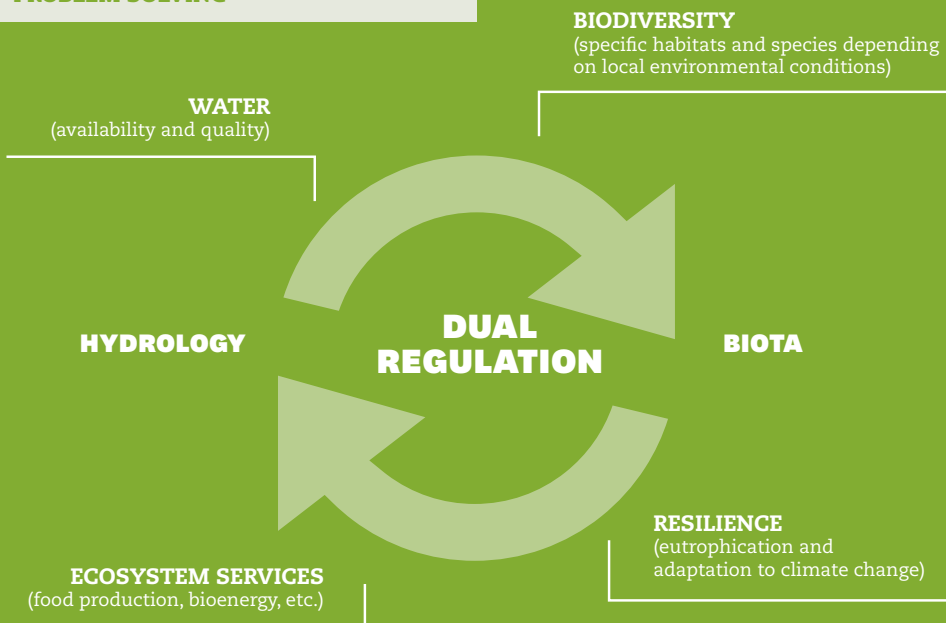 PROBLEM SOLVING
BIODIVERSITY
(specific habitats and species depending
on local environmental conditions)
WATER
(availability and quality)
HYDROLOGY
DUAL
REGULATION
BIOTA
RESILIENCE
(eutrophication and
adaptation to climate change)
ECOSYSTEM SERVICES
(food production, bioenergy, etc.)